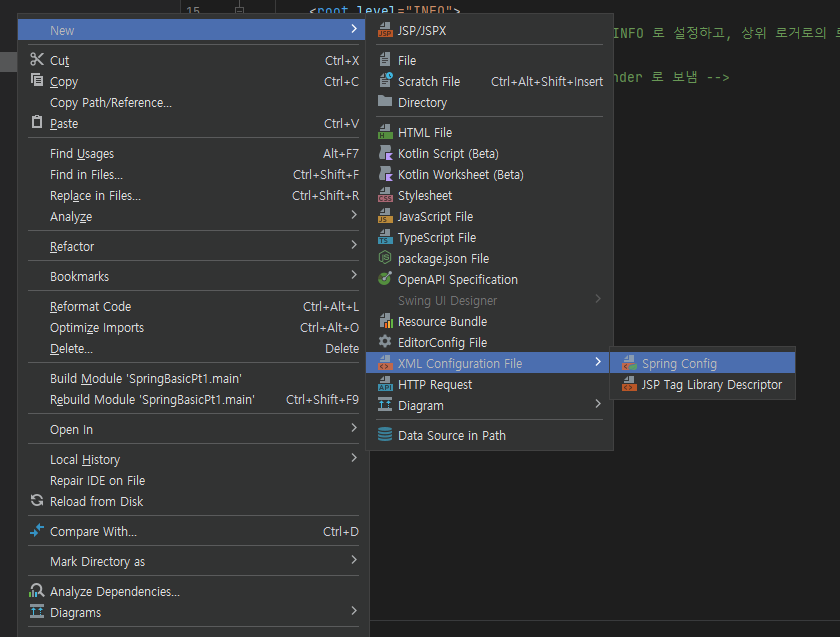 15
<root level="INFO">
INFO 로 설정하고, 상위 로거로의 로
nder 로 보냄 -->
New
Cut Ctrl+X
Copy Ctrl+C
Copy Path/Reference...
Paste Ctrl+V
Find Usages Alt+F7
Find in Files... Ctrl+Shift+F
Replace in Files... Ctrl+Shift+R
Analyze
Refactor
Bookmarks
Reformat Code Ctrl+Alt+L
Optimize Imports Ctrl+Alt+O
Delete... Delete
Build Module 'SpringBasicPt1.main'
Rebuild Module 'SpringBasicPt1.main' Ctrl+Shift+F9
Open In
Local History
Repair IDE on File
Reload from Disk
Compare With... Ctrl+D
Mark Directory as
Analyze Dependencies...
Diagrams
JSP/JSPX
File
Scratch File Ctrl+Alt+Shift+Insert
Directory
HTML File
Kotlin Script (Beta)
Kotlin Worksheet (Beta)
Stylesheet
JavaScript File
TypeScript File
package.json File
OpenAPI Specification
Swing UI Designer
Resource Bundle
EditorConfig File
XML Configuration File
HTTP Request
Diagram
Data Source in Path
Spring Config
JSP Tag Library Descriptor